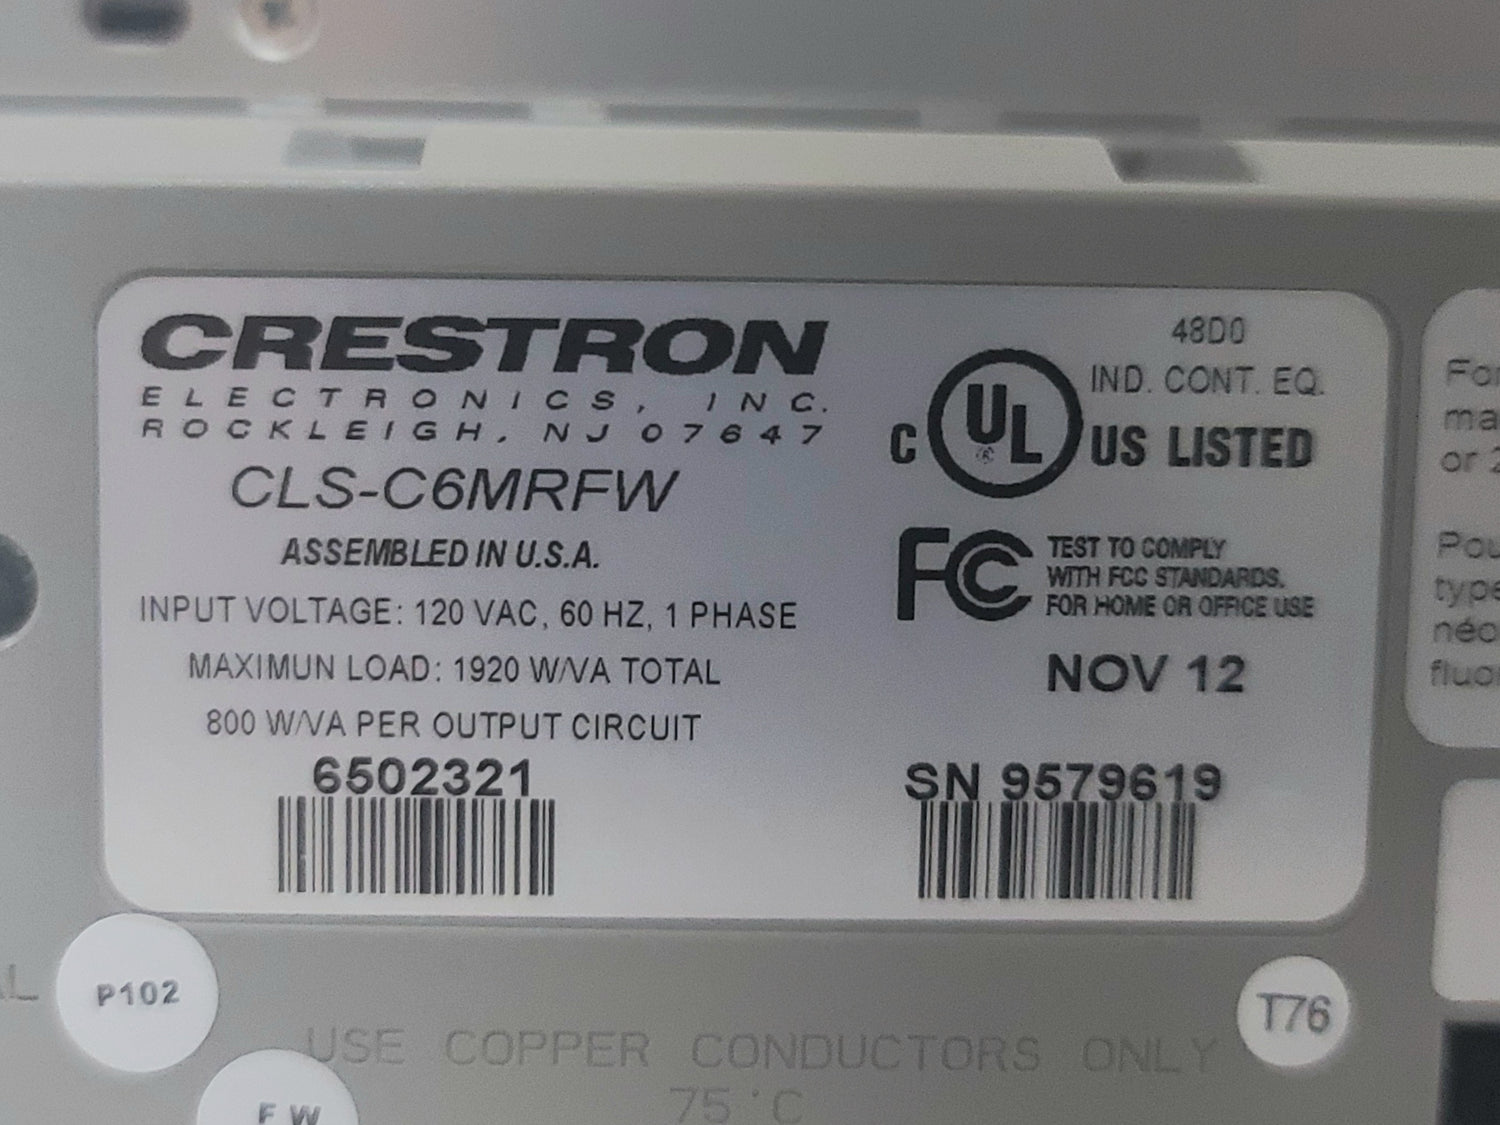 CRESTRON
ELECTRONICS, INC.
ROCKLEIGH, NJ 07647
CLS-C6MRFW
ASSEMBLED IN U.S.A.
INPUT VOLTAGE: 120 VAC, 60 HZ, 1 PHASE
MAXIMUN LOAD: 1920 W/VA TOTAL
800 W/VA PER OUTPUT CIRCUIT
6502321
48D0
IND. CONT. EQ.
C UL ® US LISTED
FC TEST TO COMPLY
WITH FCC STANDARDS.
FOR HOME OR OFFICE USE
NOV 12
SN 9579619
or
P102
T76
USE COPPER CONDUCTORS ONLY
75°C
FW